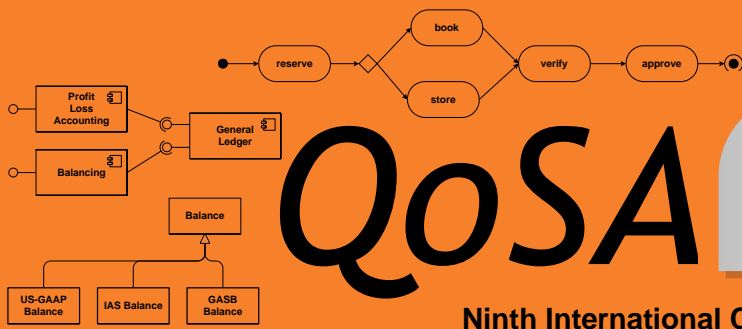 book
reserve
verify
approve
store
Profit
Loss
Accounting
General
Ledger
Balancing
QoSA
Balance
US-GAAP
Balance
IAS Balance
GASB
Balance
Ninth International